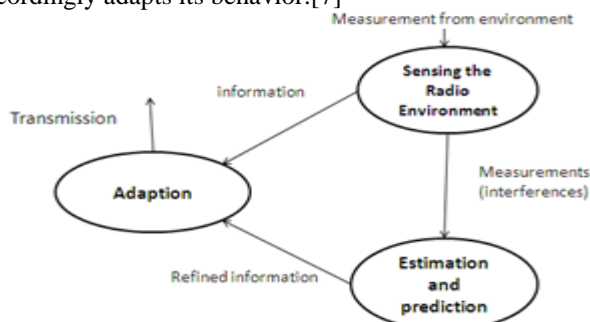 cordingly adapts its behavior.[7]
Measurement from environment
Sensing the
Radio
Environment
information
Transmission
Adaption
Measurements
(interferences)
Refined information
Estimation
and
prediction